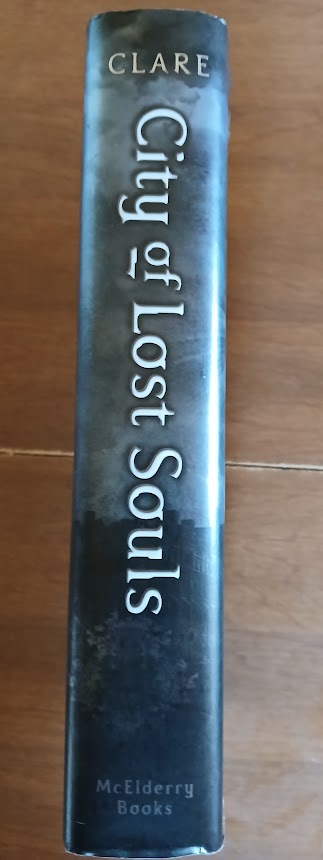 CLARE
City of Lost Souls
McElderry
Books